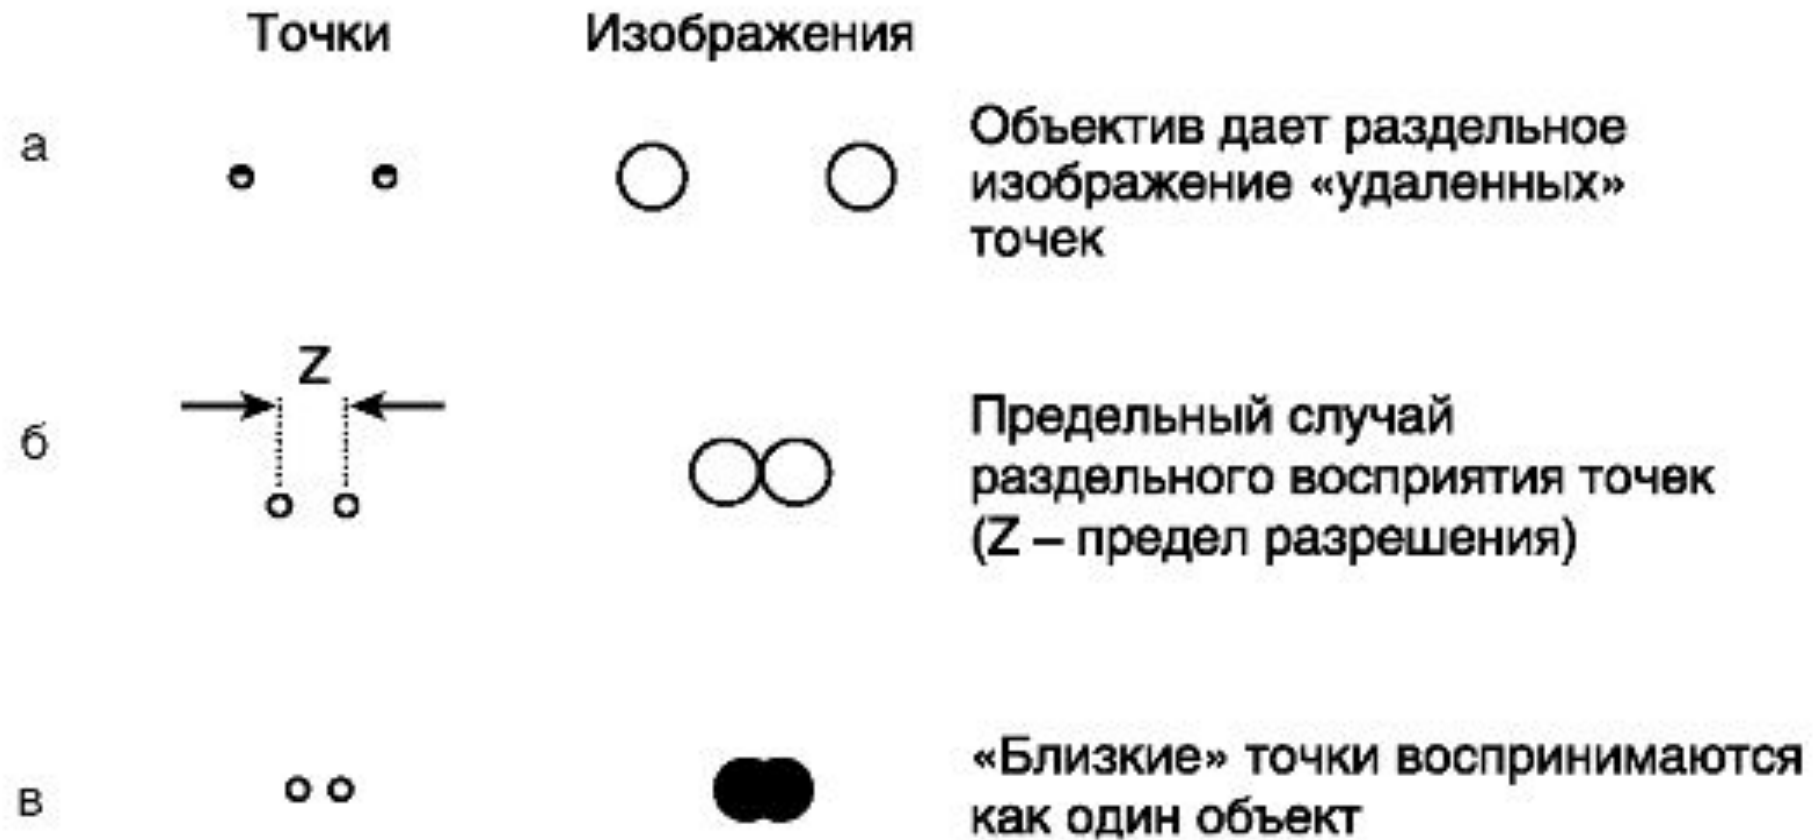 Точки Изображения
а
Объектив дает раздельное
изображение «удаленных»
точек
Z
б
Предельный случай
раздельного восприятия точек
(Z – предел разрешения)
в
«Близкие» точки воспринимаются
как один объект